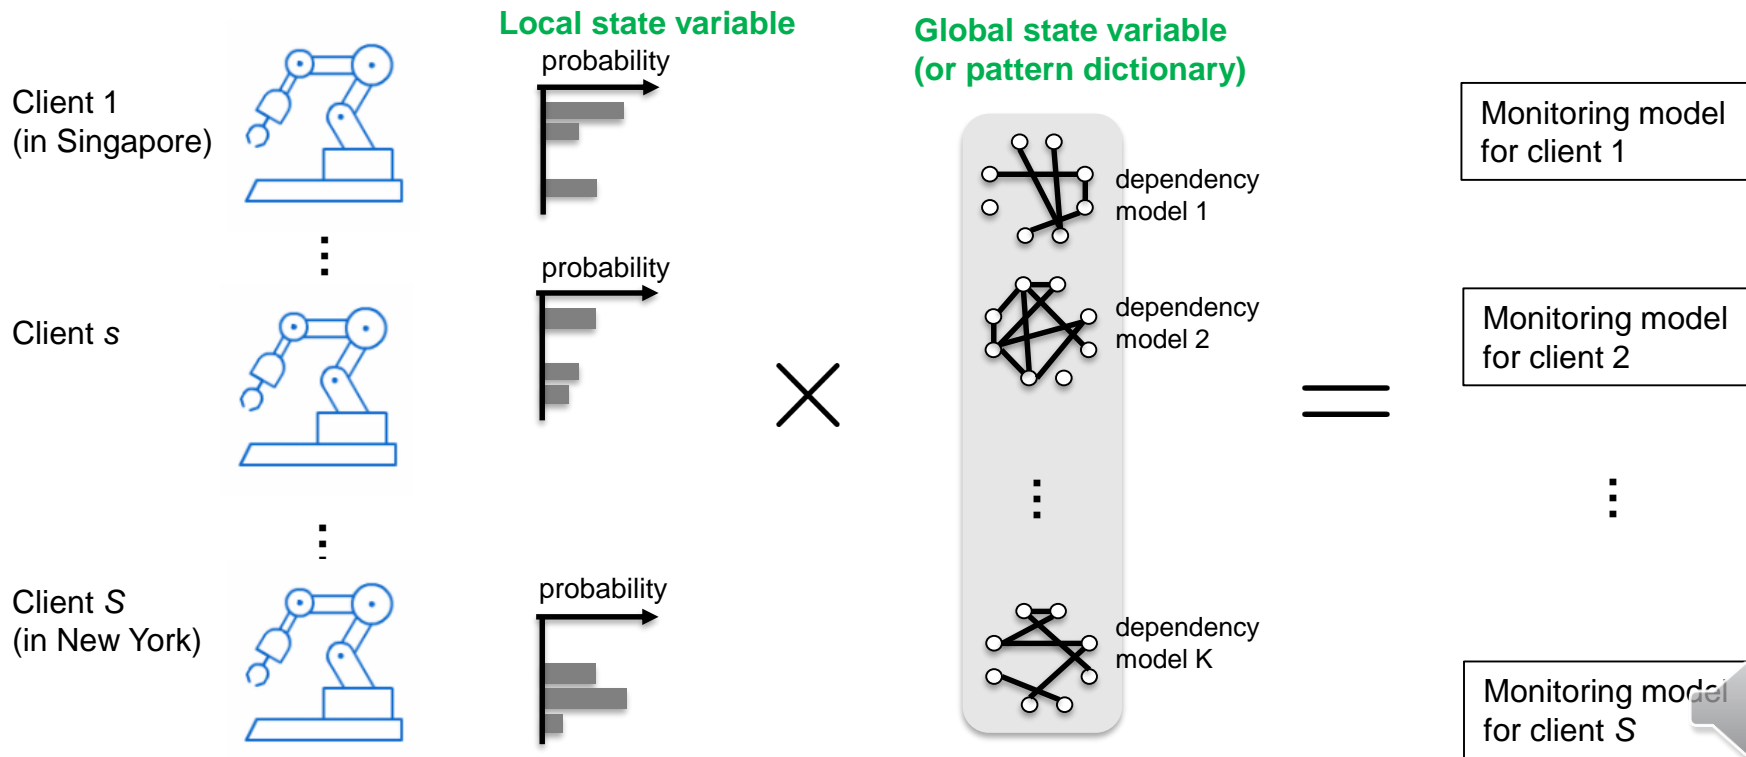 Local state variable
Global state variable
(or pattern dictionary)
Client 1
(in Singapore)
probability
dependency
model 1
Monitoring model
for client 1
Client s
probability
dependency
model 2
Monitoring model
for client 2
Client S
(in New York)
probability
dependency
model K
Monitoring model
for client S